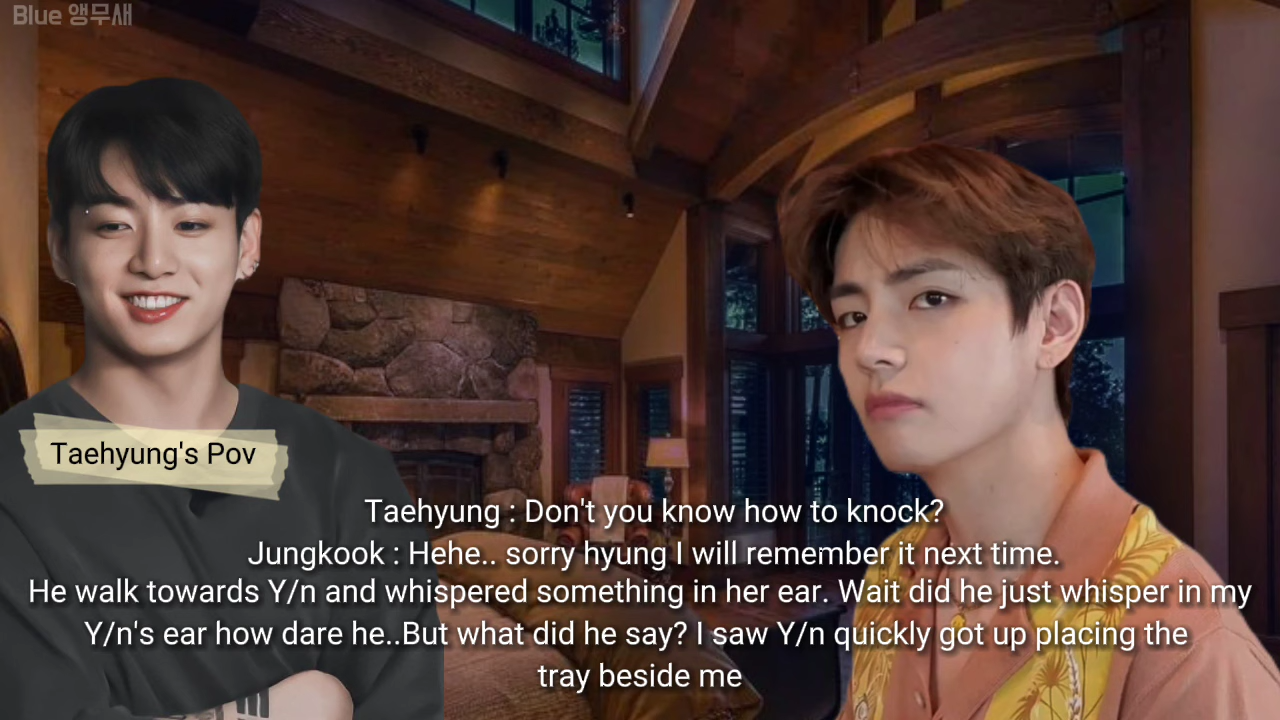 Blue 앵무새
Taehyung's Pov
Taehyung : Don't you know how to knock?
Jungkook : Hehe.. sorry hyung I will remember it next time.
He walk towards Y/n and whispered something in her ear. Wait did he just whisper in my
Y/n's ear how dare he..But what did he say? I saw Y/n quickly got up placing the
tray beside me